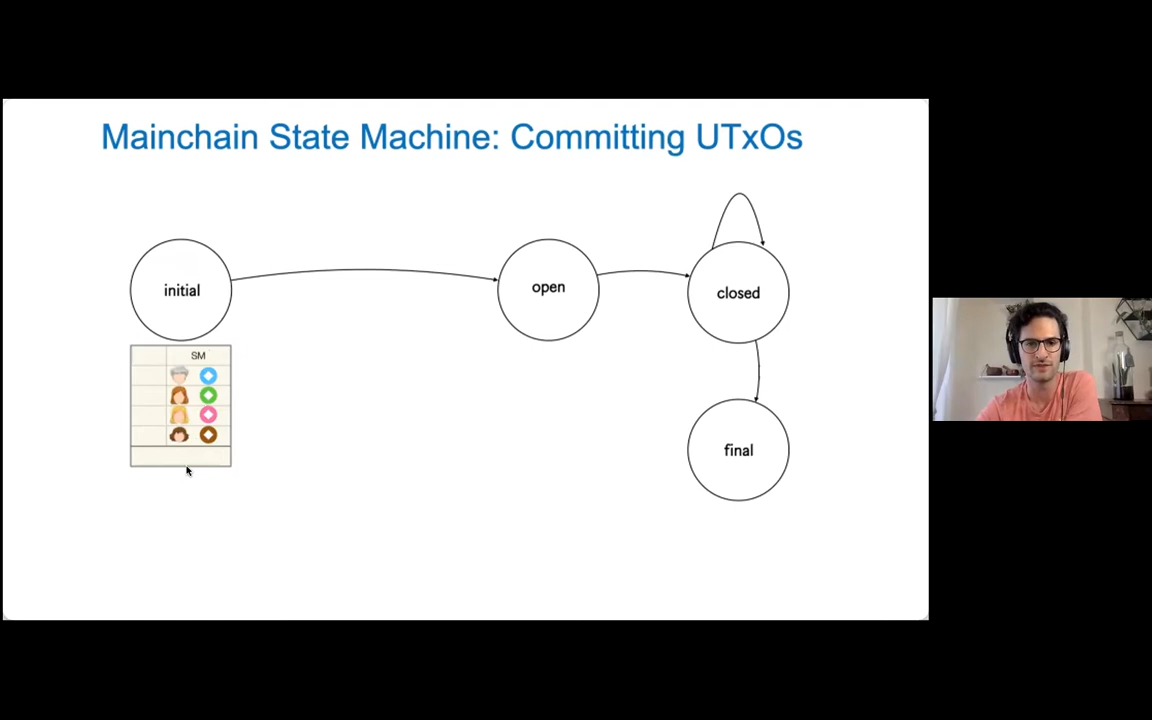 Mainchain State Machine: Committing UTxOs
initial
open
closed
SM
final